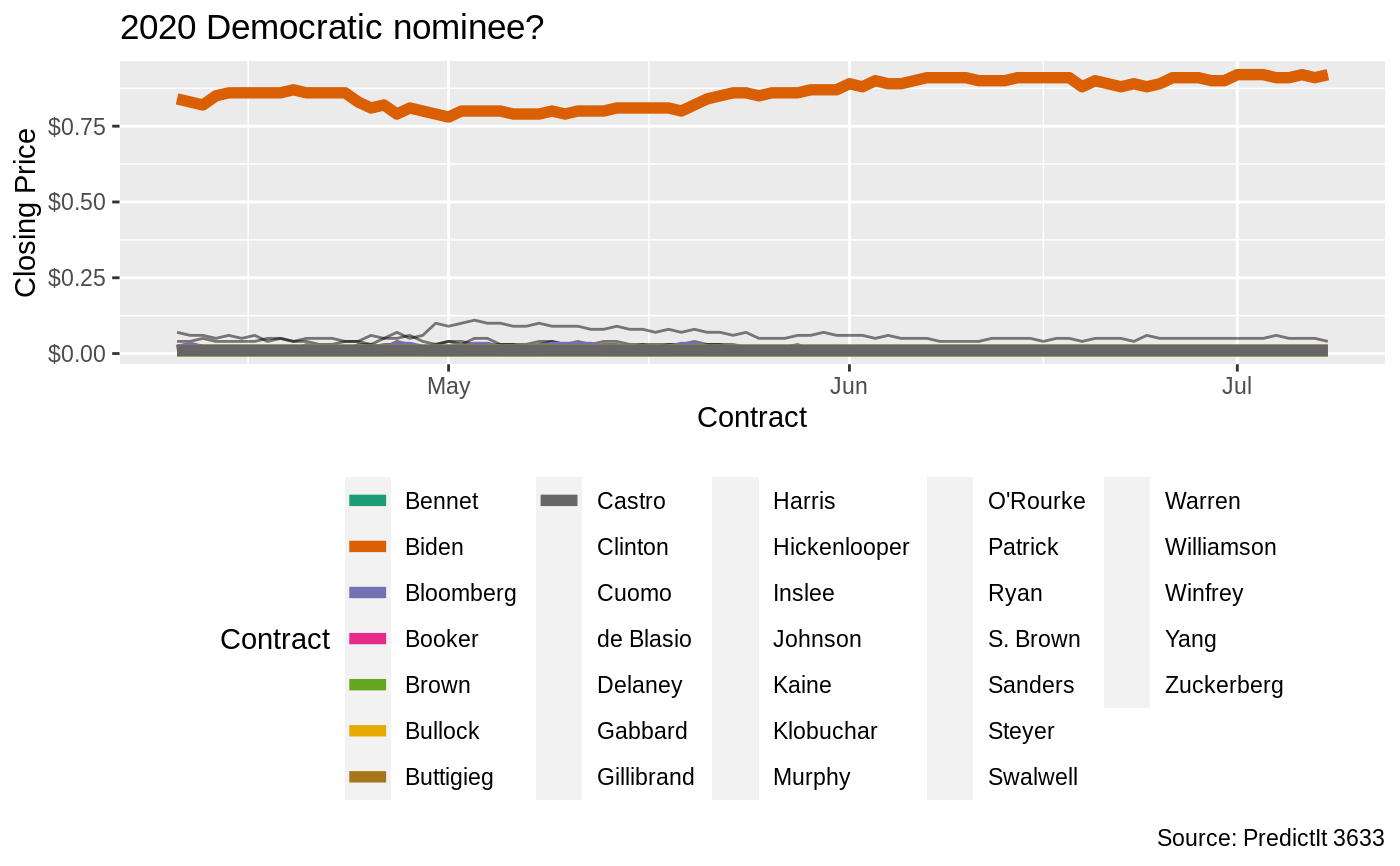 2020 Democratic nominee?
Closing Price
$0.75
$0.50
$0.25
$0.00
May Jun Jul
Contract
Contract
Bennet Castro Harris O'Rourke Warren
Biden Clinton Hickenlooper Patrick Williamson
Bloomberg Cuomo Inslee Ryan Winfrey
Booker de Blasio Johnson S. Brown Yang
Brown Delaney Kaine Sanders Zuckerberg
Bullock Gabbard Klobuchar Steyer
Buttigieg Gillibrand Murphy Swalwell
Source: PredictIt 3633